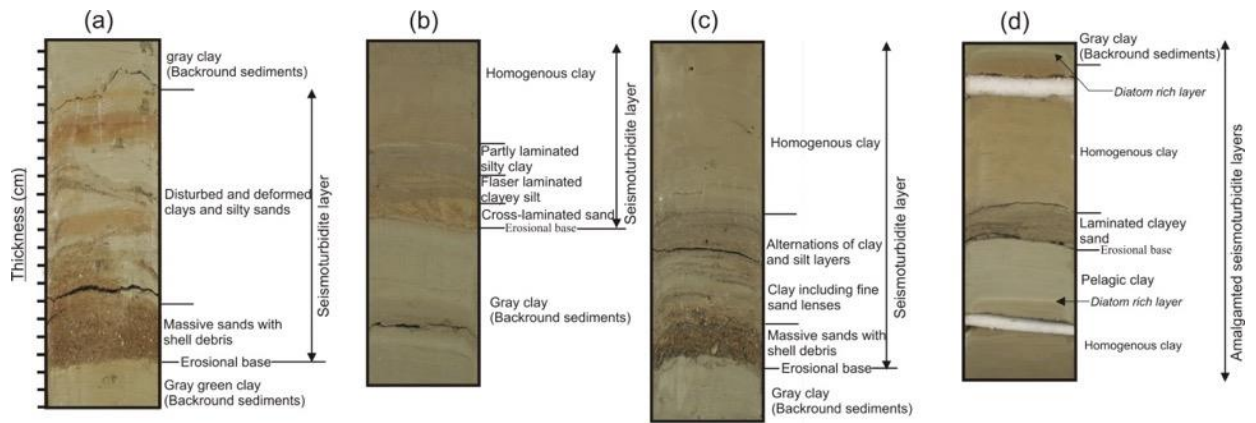 (a)
Thickness (cm)
gray clay
(Backround sediments)
Disturbed and deformed
clays and silty sands
Massive sands with
shell debris
Erosional base
Gray green clay
(Backround sediments)
Seismoturbidite layer
(b)
Homogenous clay
Partly laminated
silty clay
Flaser laminated
clayey silt
Cross-laminated sand
Erosional base
Gray clay
(Backround sediments)
Seismoturbidite layer
(c)
Homogenous clay
Alternations of clay
and silt layers
Clay including fine
sand lenses
Massive sands with
shell debris
Erosional base
Gray clay
(Backround sediments)
Seismoturbidite layer
(d)
Gray clay
(Backround sediments)
Diatom rich layer
Homogenous clay
Laminated clayey
sand
Erosional base
Pelagic clay
Diatom rich layer
Homogenous clay
Amalgamted seismoturbidite layers